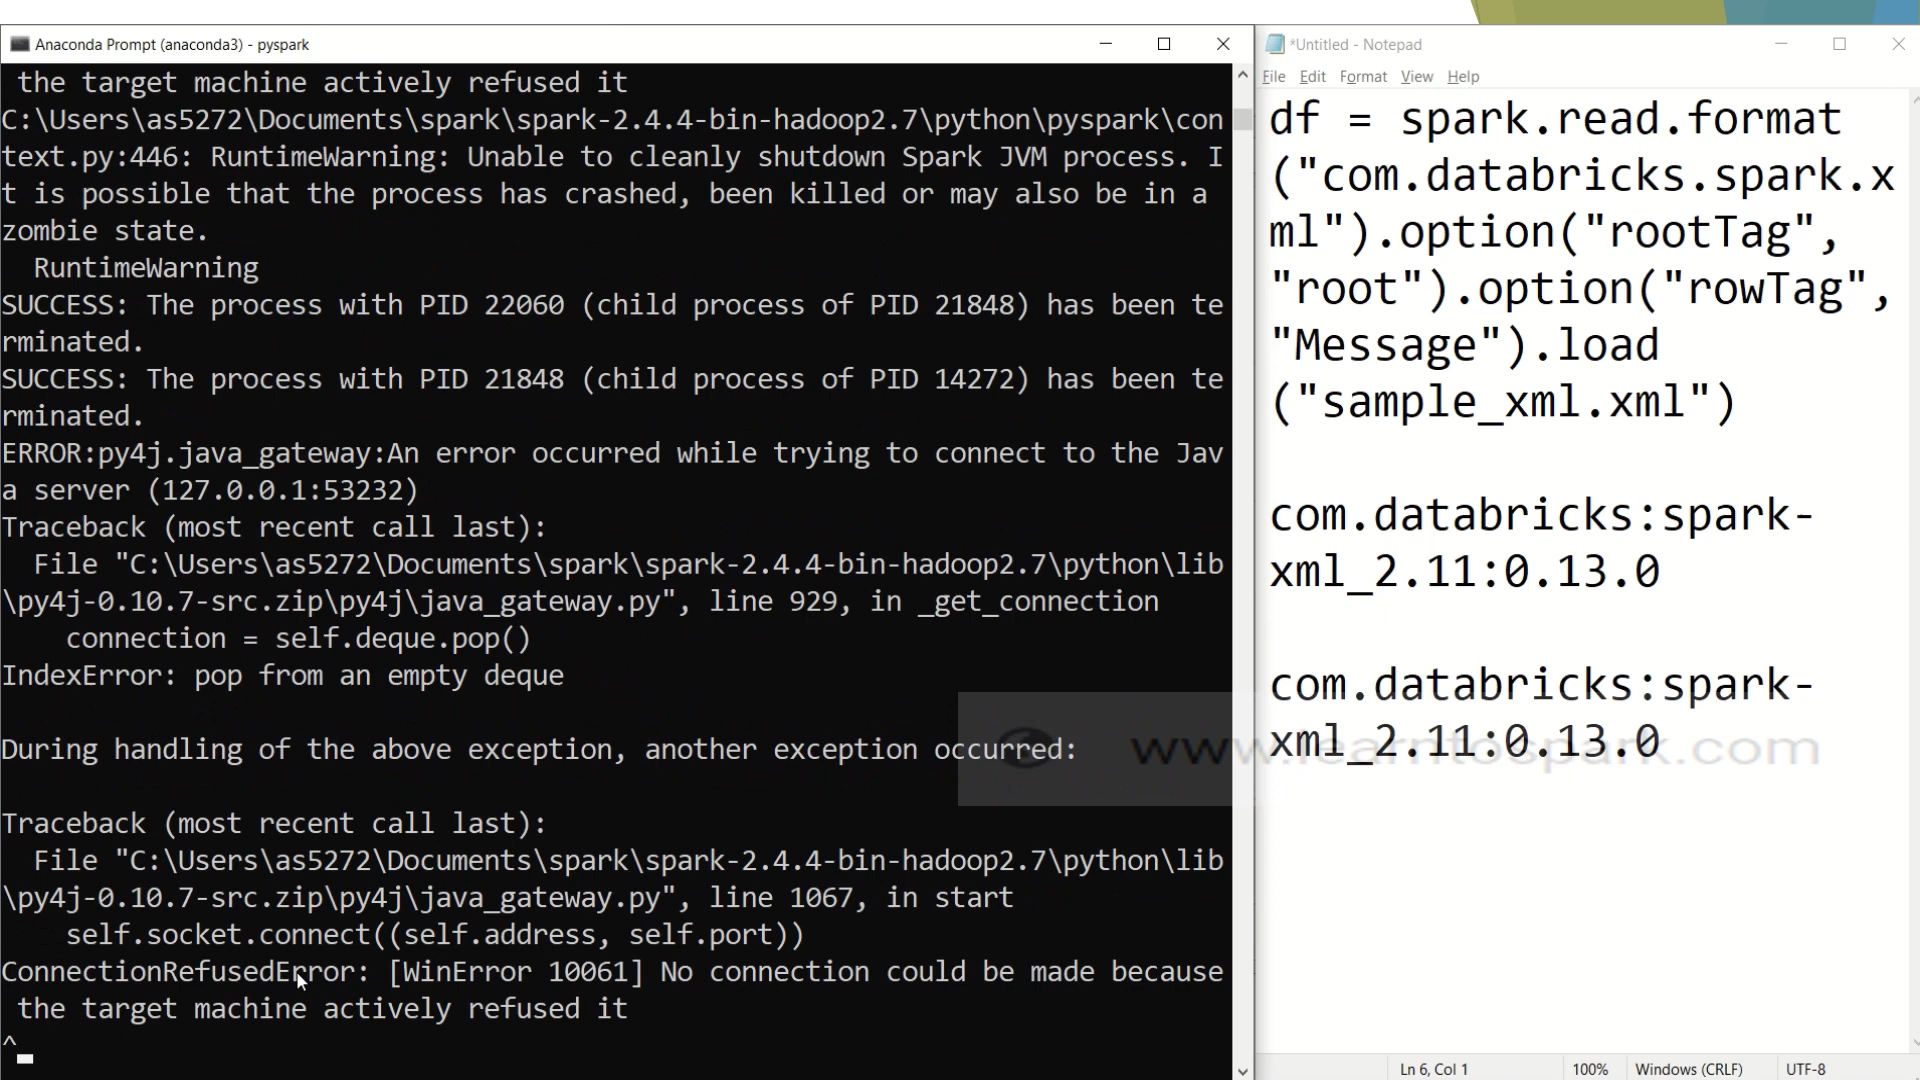 Anaconda Prompt (anaconda3) - pyspark
 the target machine actively refused it
C:\Users\as5272\Documents\spark\spark-2.4.4-bin-hadoop2.7\python\pyspark\con
text.py:446: RuntimeWarning: Unable to cleanly shutdown Spark JVM process. I
t is possible that the process has crashed, been killed or may also be in a
zombie state.
  RuntimeWarning
SUCCESS: The process with PID 22060 (child process of PID 21848) has been te
rminated.
SUCCESS: The process with PID 21848 (child process of PID 14272) has been te
rminated.
ERROR:py4j.java_gateway:An error occurred while trying to connect to the Jav
a server (127.0.0.1:53232)
Traceback (most recent call last):
  File "C:\Users\as5272\Documents\spark\spark-2.4.4-bin-hadoop2.7\python\lib
\py4j-0.10.7-src.zip\py4j\java_gateway.py", line 929, in _get_connection
    connection = self.deque.pop()
IndexError: pop from an empty deque
During handling of the above exception, another exception occurred:
Traceback (most recent call last):
  File "C:\Users\as5272\Documents\spark\spark-2.4.4-bin-hadoop2.7\python\lib
\py4j-0.10.7-src.zip\py4j\java_gateway.py", line 1067, in start
    self.socket.connect((self.address, self.port))
ConnectionRefusedError: [WinError 10061] No connection could be made because
 the target machine actively refused it
^
*Untitled - Notepad
File Edit Format View Help
df = spark.read.format
("com.databricks.spark.x
ml").option("rootTag",
"root").option("rowTag",
"Message").load
("sample_xml.xml")
com.databricks:spark-
xml_2.11:0.13.0
com.databricks:spark-
xml_2.11:0.13.0
www.learntospark.com
Ln 6, Col 1 100% Windows (CRLF) UTF-8